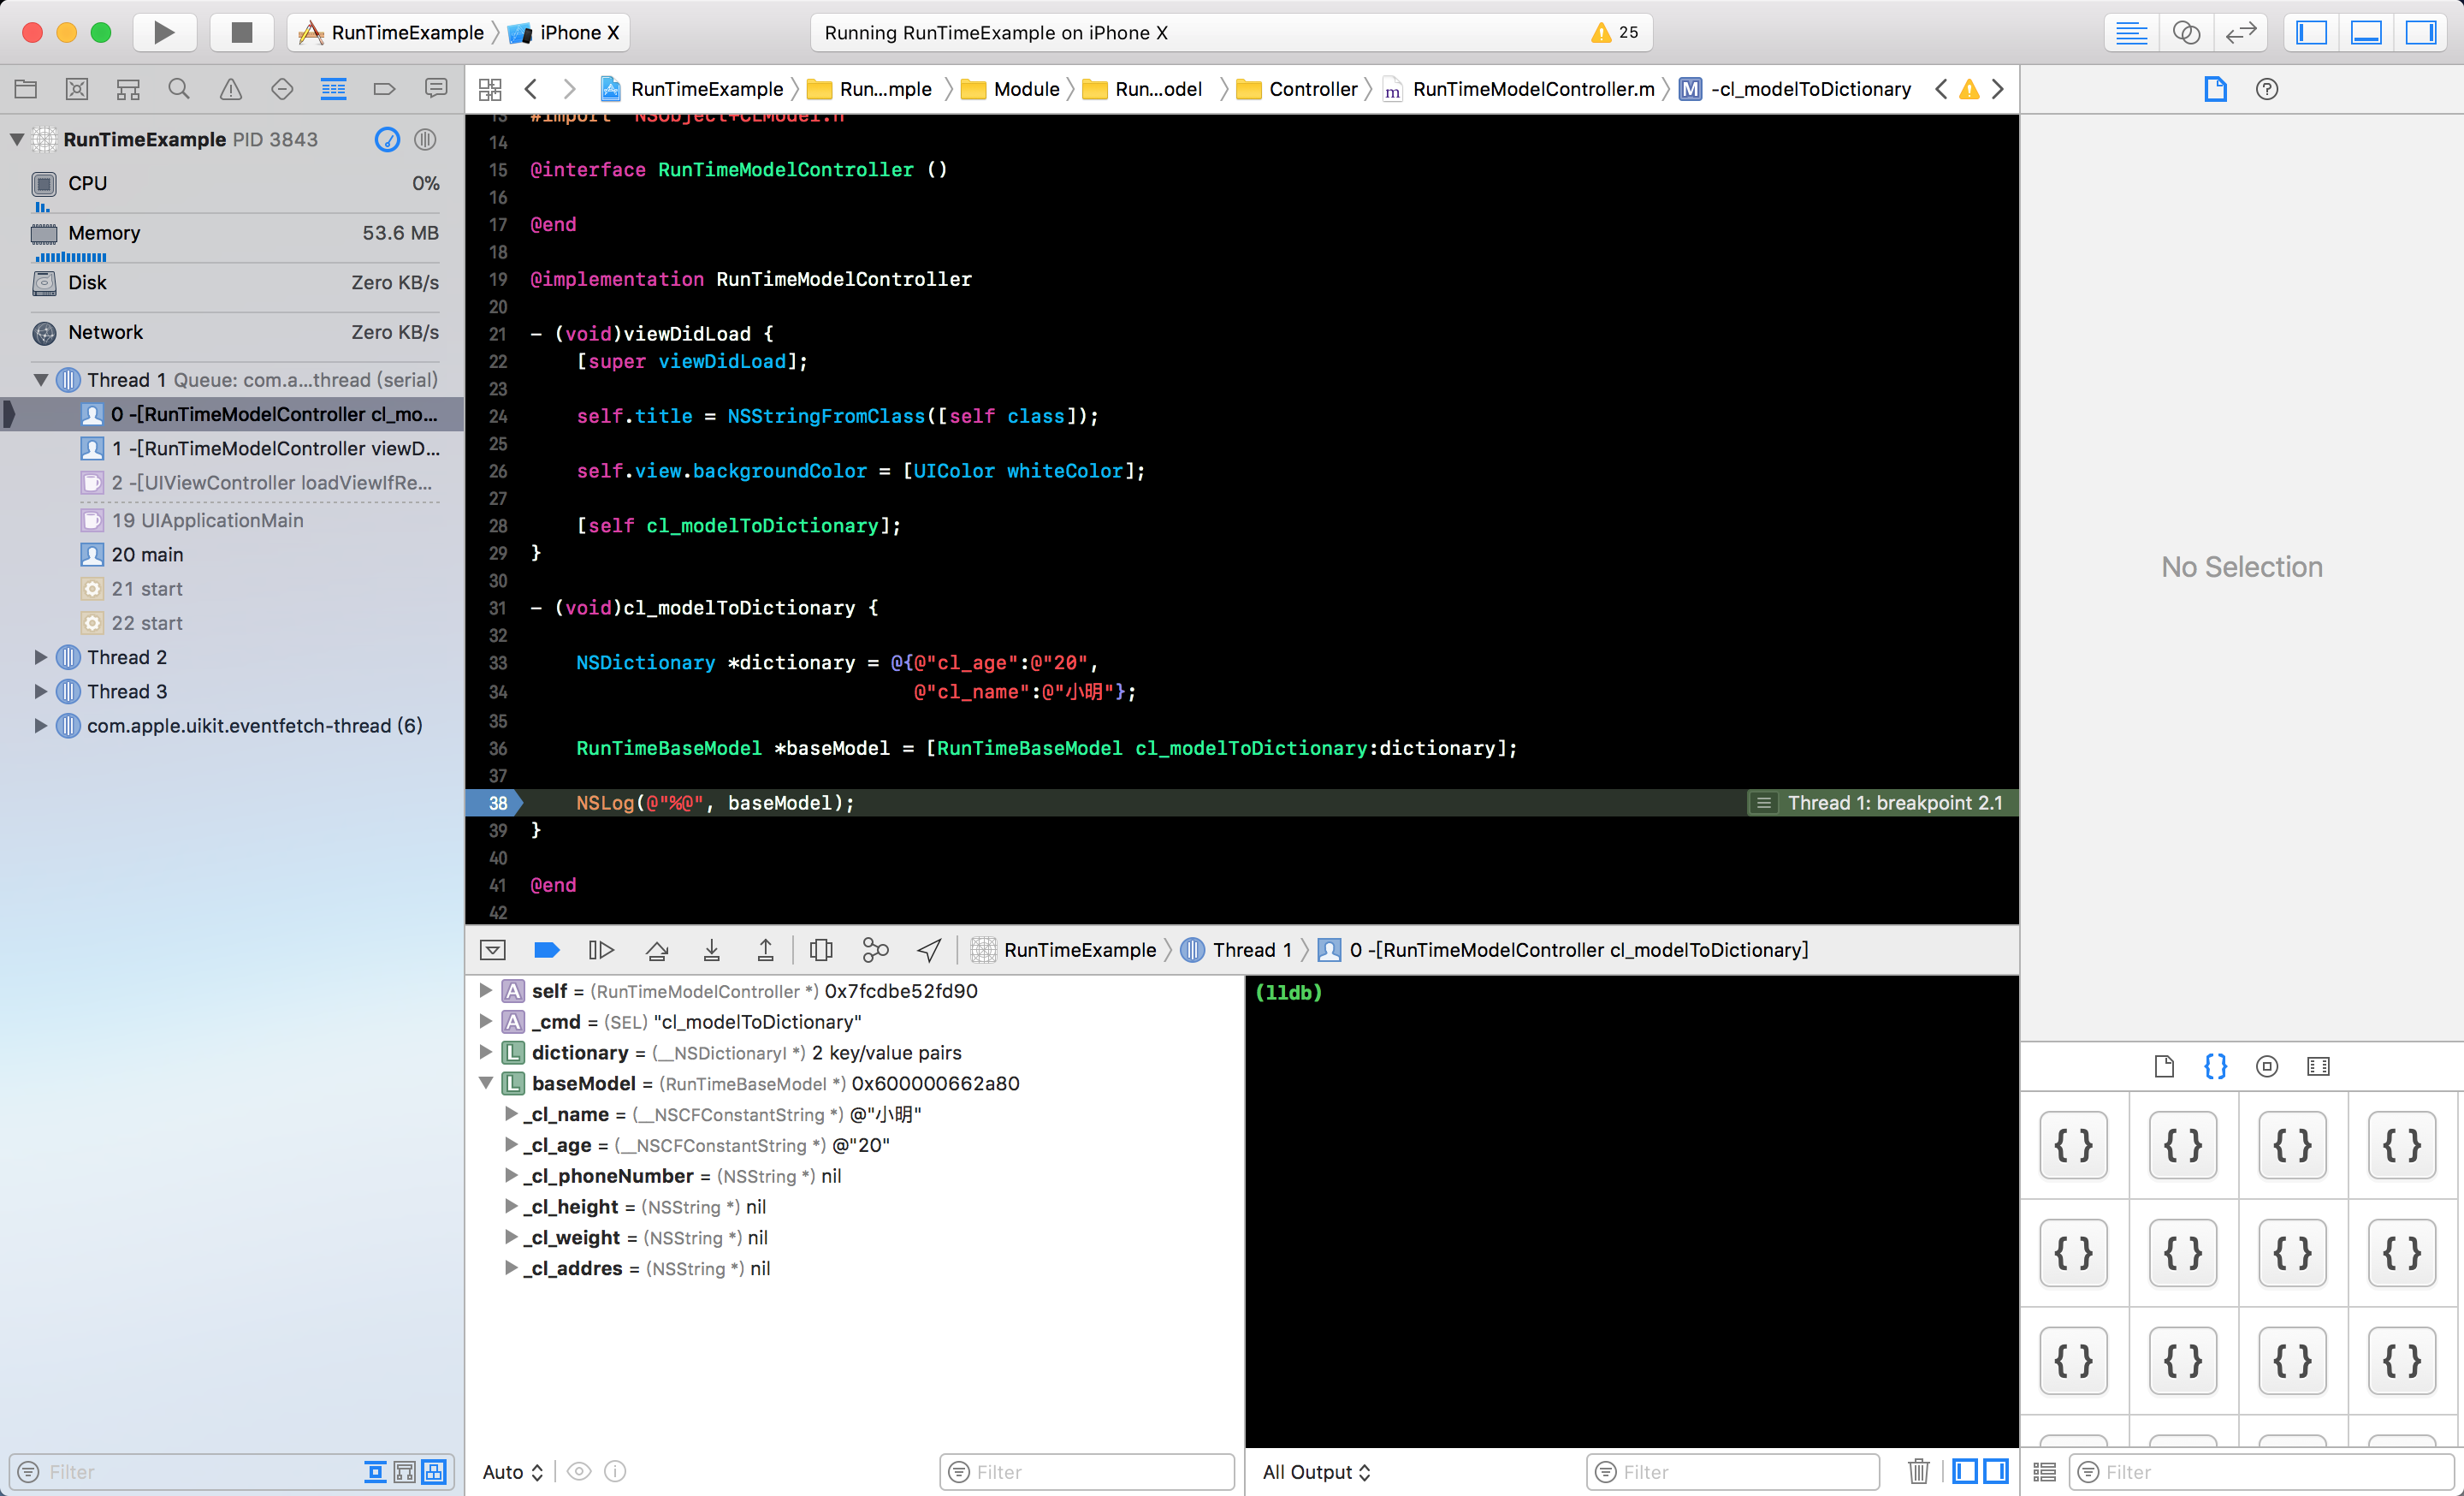 RunTimeExample iPhone X
Running RunTimeExample on iPhone X
25
RunTimeExample PID 3843
CPU 0%
Memory 53.6 MB
Disk Zero KB/s
Network Zero KB/s
Thread 1 Queue: com.a...thread (serial)
0 -[RunTimeModelController cl_mo...
1 -[RunTimeModelController viewD...
2 -[UIViewController loadViewIfRe...
19 UIApplicationMain
20 main
21 start
22 start
Thread 2
Thread 3
com.apple.uikit.eventfetch-thread (6)
Filter
RunTimeExample Run...mple Module Run...odel Controller m RunTimeModelController.m M -cl_modelToDictionary
13 #import "NSObject+CLModel.h"
14
15 @interface RunTimeModelController ()
16
17 @end
18
19 @implementation RunTimeModelController
20
21 - (void)viewDidLoad {
22 [super viewDidLoad];
23
24 self.title = NSStringFromClass([self class]);
25
26 self.view.backgroundColor = [UIColor whiteColor];
27
28 [self cl_modelToDictionary];
29 }
30
31 - (void)cl_modelToDictionary {
32
33 NSDictionary *dictionary = @{@"cl_age":@"20",
34 @"cl_name":@"小明"};
35
36 RunTimeBaseModel *baseModel = [RunTimeBaseModel cl_modelToDictionary:dictionary];
37
38 NSLog(@"%@", baseModel); Thread 1: breakpoint 2.1
39 }
40
41 @end
42
RunTimeExample Thread 1 0 -[RunTimeModelController cl_modelToDictionary]
A self = (RunTimeModelController *) 0x7fcdbe52fd90
A _cmd = (SEL) "cl_modelToDictionary"
L dictionary = (__NSDictionaryI *) 2 key/value pairs
L baseModel = (RunTimeBaseModel *) 0x600000662a80
_cl_name = (__NSCFConstantString *) @"小明"
_cl_age = (__NSCFConstantString *) @"20"
_cl_phoneNumber = (NSString *) nil
_cl_height = (NSString *) nil
_cl_weight = (NSString *) nil
_cl_addres = (NSString *) nil
Auto Filter
(lldb)
All Output Filter
No Selection
{}
{ } { } { } { }
{ } { } { } { }
{ } { } { } { }
Filter